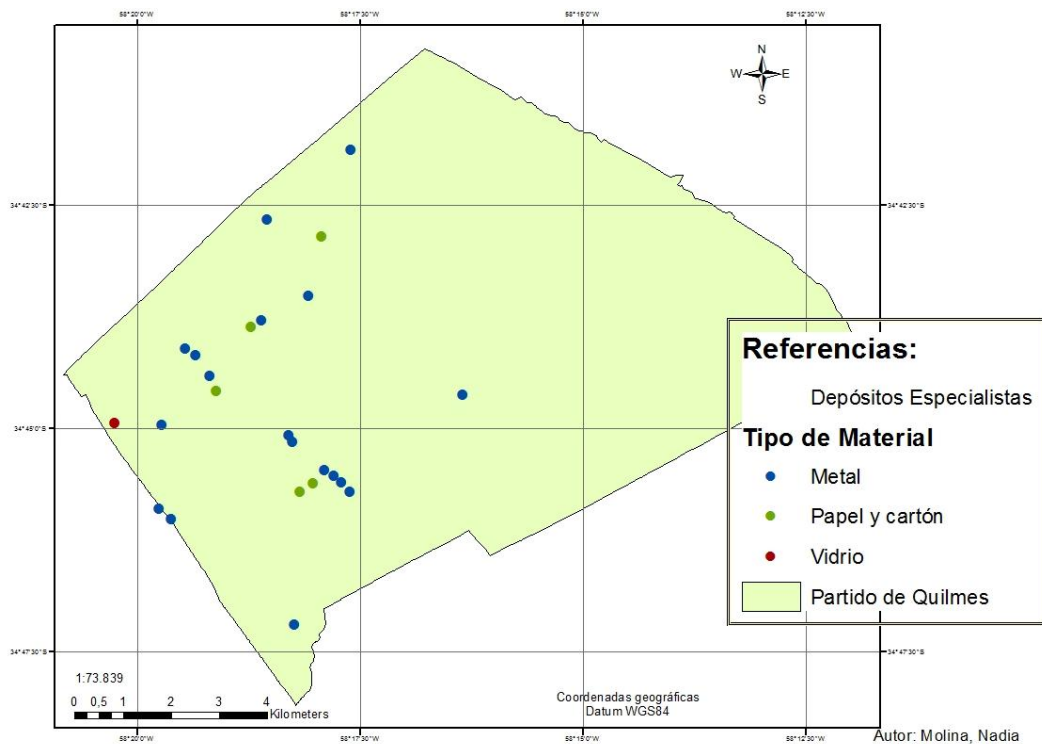 58°20'0"W 58°17'30"W 58°15'0"W 58°12'30"W
N
W E
S
34°42'30"S 34°42'30"S
Referencias:
Depósitos Especialistas
Tipo de Material
Metal
Papel y cartón
Vidrio
Partido de Quilmes
34°45'0"S
34°47'30"S 34°47'30"S
1:73.839
0 0,5 1 2 3 4
Kilometers
Coordenadas geográficas
Datum WGS84
58°20'0"W 58°17'30"W 58°15'0"W 58°12'30"W
Autor: Molina, Nadia